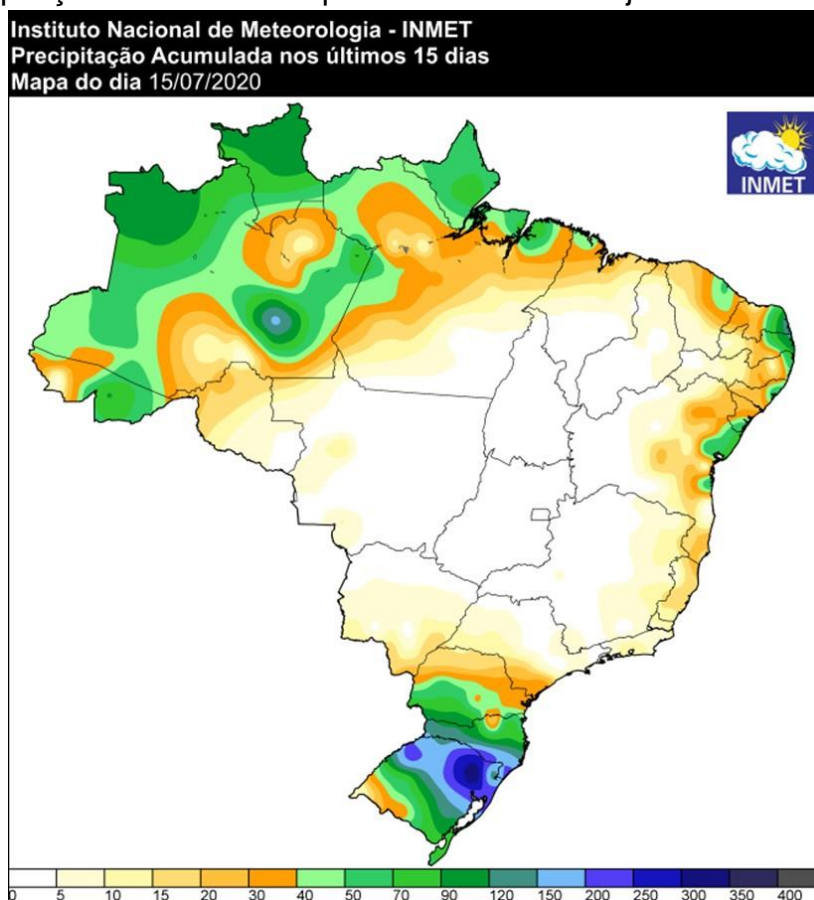 Instituto Nacional de Meteorologia - INMET
Precipitação Acumulada nos últimos 15 dias
Mapa do dia 15/07/2020
INMET
0 5 10 15 20 30 40 50 70 90 120 150 200 250 300 350 400